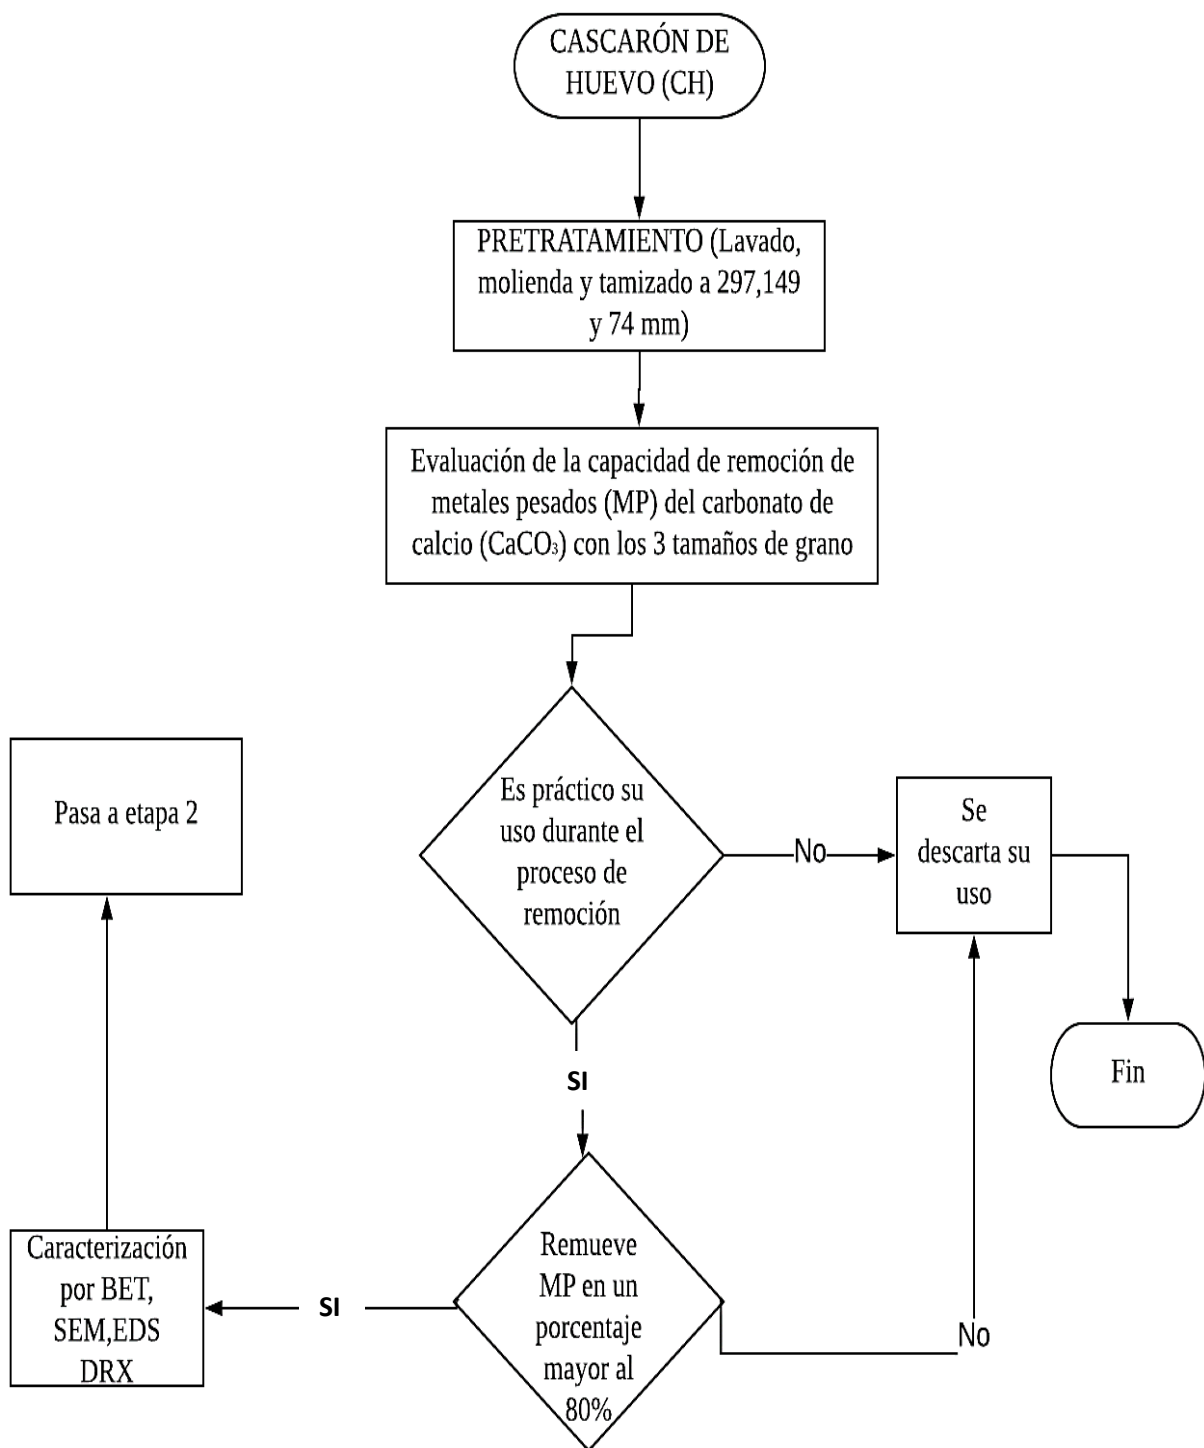 CASCARÓN DE
HUEVO (CH)
PRETRATAMIENTO (Lavado,
molienda y tamizado a 297,149
y 74 mm)
Evaluación de la capacidad de remoción de
metales pesados (MP) del carbonato de
calcio (CaCO₃) con los 3 tamaños de grano
Es práctico su
uso durante el
proceso de
remoción
No
Se
descarta su
uso
Fin
SI
Remueve
MP en un
porcentaje
mayor al
80%
No
SI
Caracterización
por BET,
SEM,EDS
DRX
Pasa a etapa 2